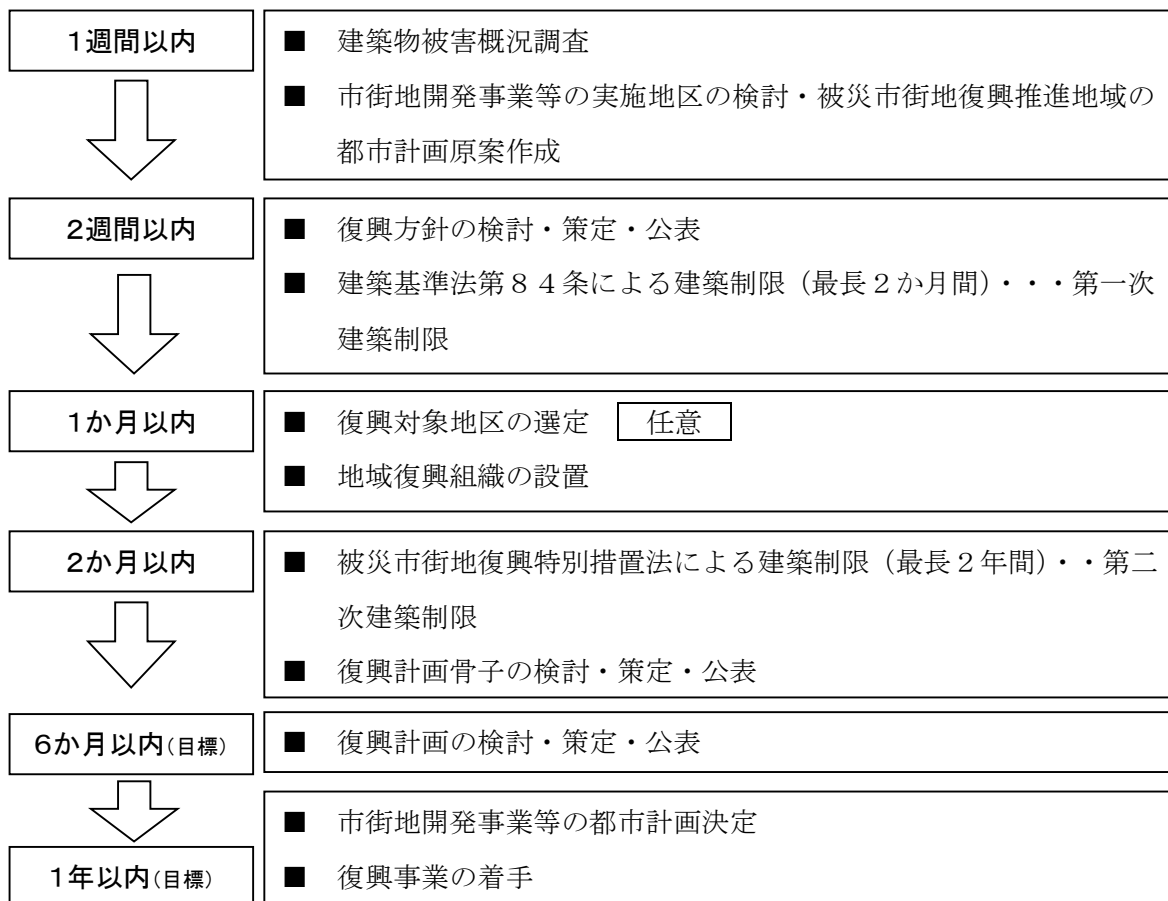 1週間以内
■ 建築物被害概況調査
■ 市街地開発事業等の実施地区の検討・被災市街地復興推進地域の
都市計画原案作成
2週間以内
■ 復興方針の検討・策定・公表
■ 建築基準法第８４条による建築制限（最長２か月間）・・・第一次
建築制限
1か月以内
■ 復興対象地区の選定 任意
■ 地域復興組織の設置
2か月以内
■ 被災市街地復興特別措置法による建築制限（最長２年間）・・第二
次建築制限
■ 復興計画骨子の検討・策定・公表
6か月以内(目標)
■ 復興計画の検討・策定・公表
1年以内(目標)
■ 市街地開発事業等の都市計画決定
■ 復興事業の着手